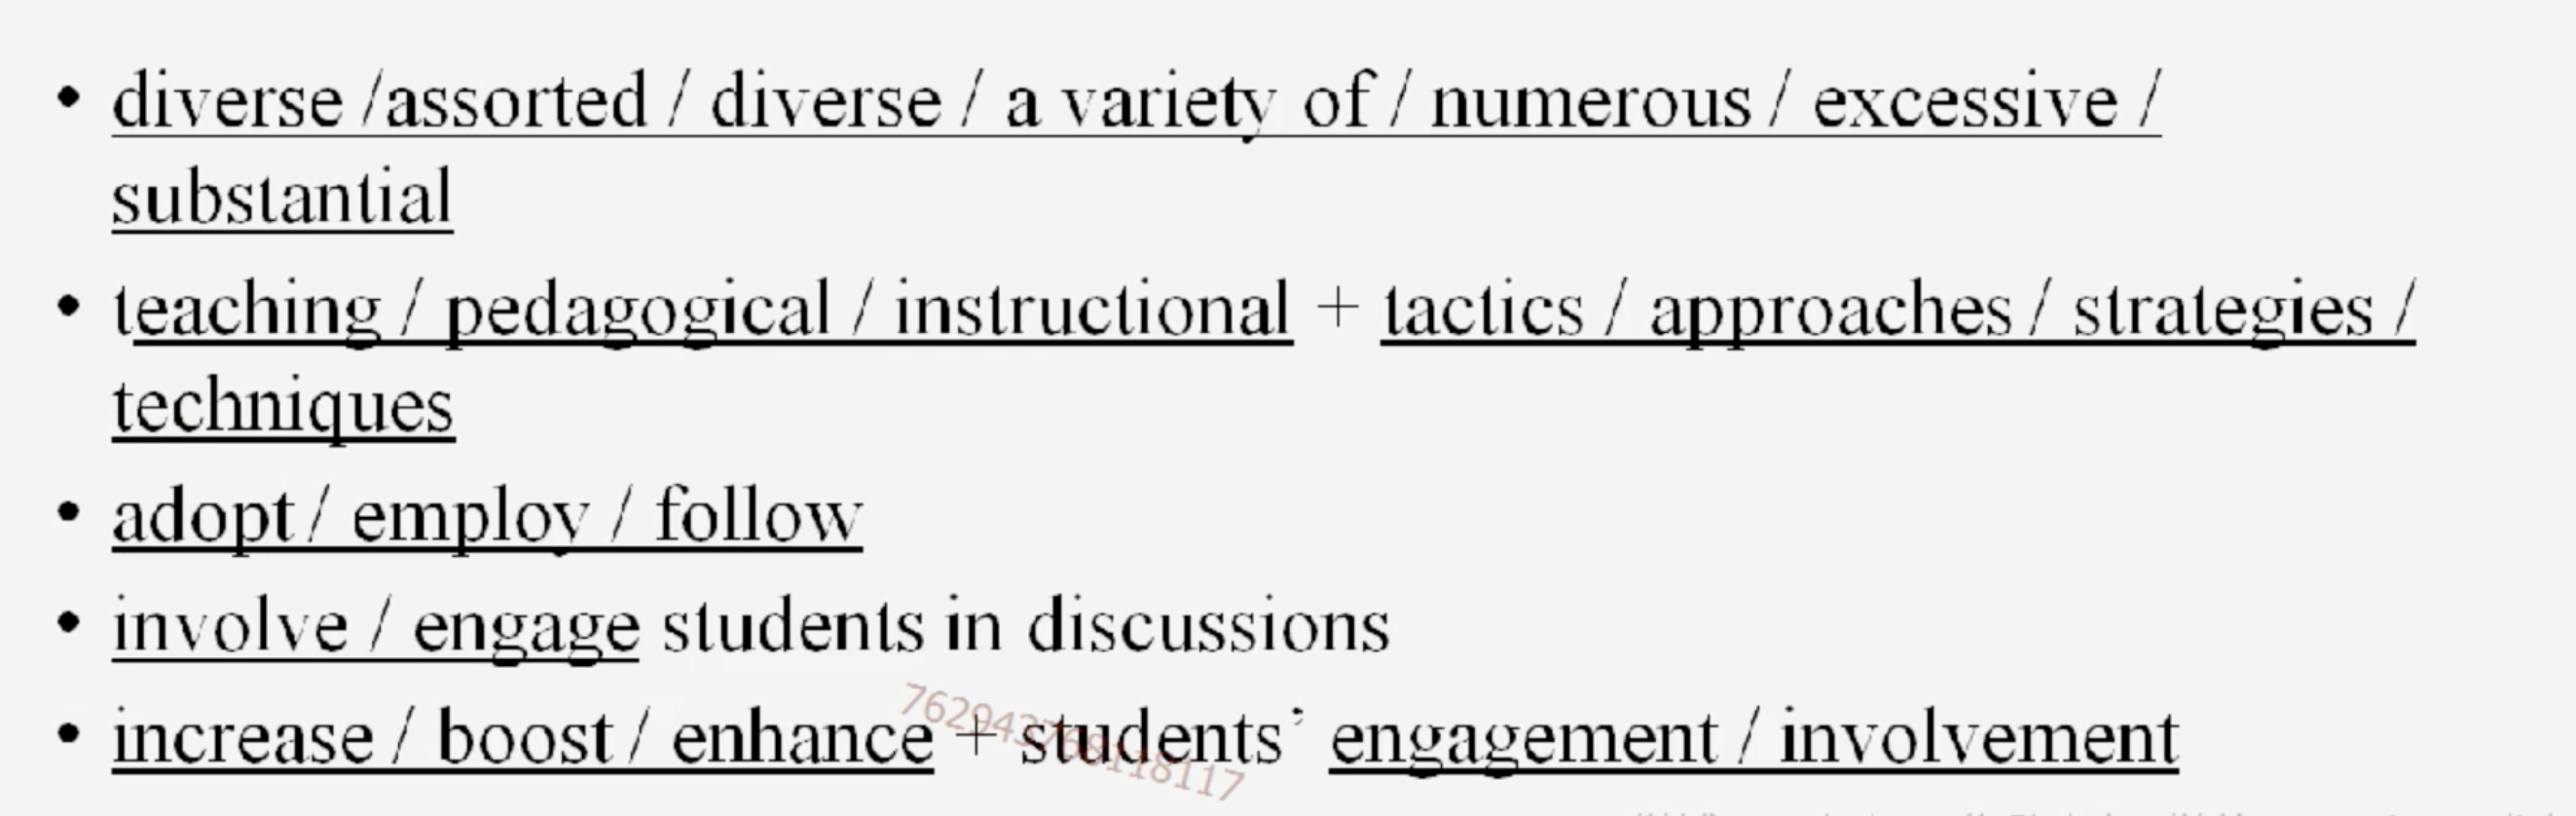 • diverse /assorted / diverse / a variety of / numerous / excessive /
substantial
• teaching / pedagogical / instructional + tactics / approaches / strategies /
techniques
• adopt / employ / follow
• involve / engage students in discussions
• increase / boost / enhance + students’ engagement / involvement
762943768118117